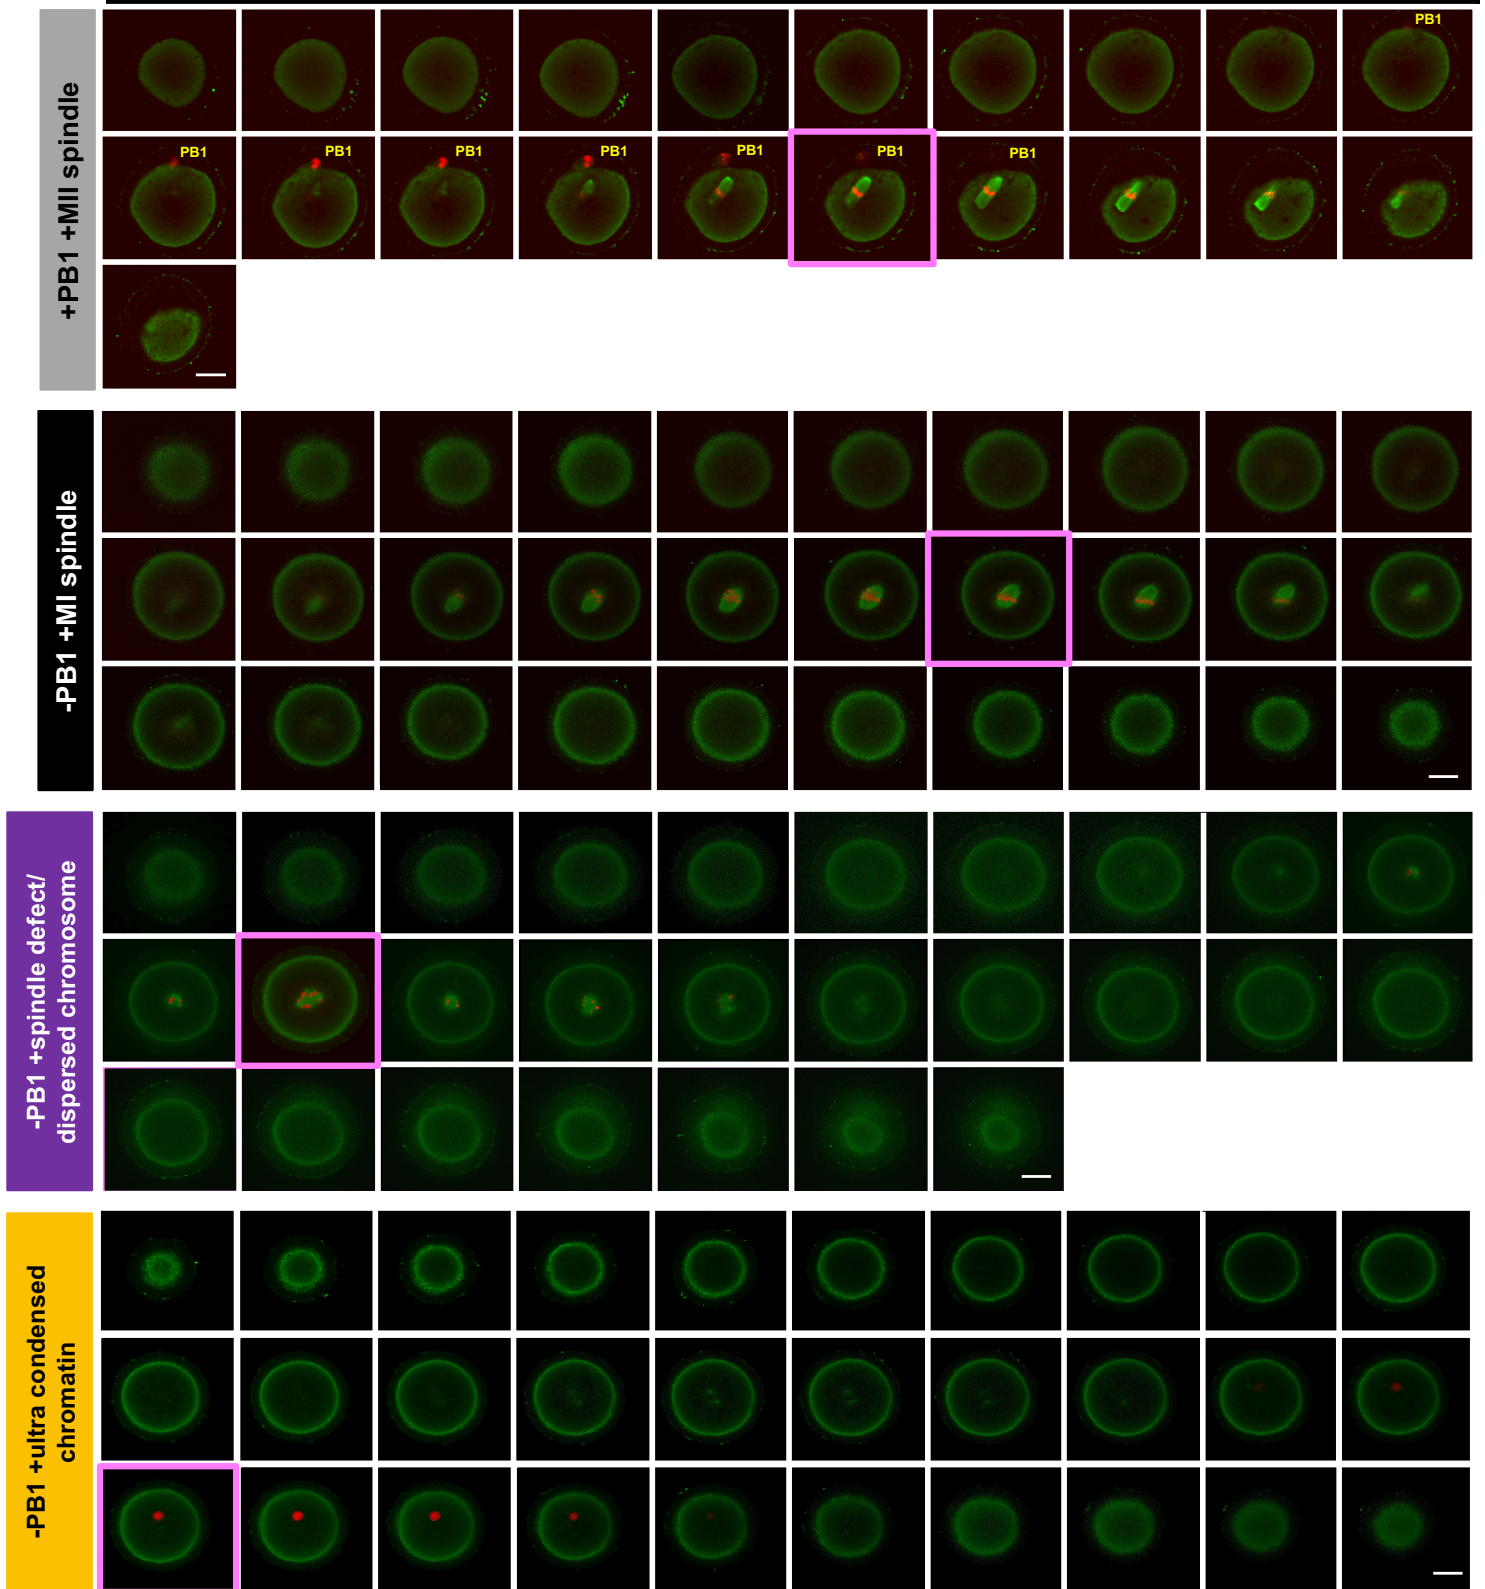 +PB1 +MII spindle
PB1
PB1
PB1
PB1
PB1
PB1
PB1
PB1
-PB1 +MI spindle
-PB1 +spindle defect/
dispersed chromosome
-PB1 +ultra condensed
chromatin